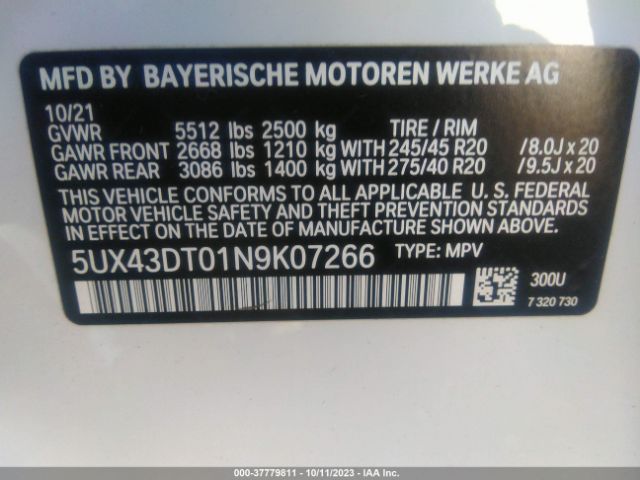 MFD BY BAYERISCHE MOTOREN WERKE AG
10/21
GVWR 5512 lbs 2500 kg TIRE / RIM
GAWR FRONT 2668 lbs 1210 kg WITH 245/45 R20 /8.0J x 20
GAWR REAR 3086 lbs 1400 kg WITH 275/40 R20 /9.5J x 20
THIS VEHICLE CONFORMS TO ALL APPLICABLE U. S. FEDERAL
MOTOR VEHICLE SAFETY AND THEFT PREVENTION STANDARDS
IN EFFECT ON THE DATE OF MANUFACTURE SHOWN ABOVE.
5UX43DT01N9K07266 TYPE: MPV
300U
7 320 730
000-37779811 - 10/11/2023 - IAAI.COM